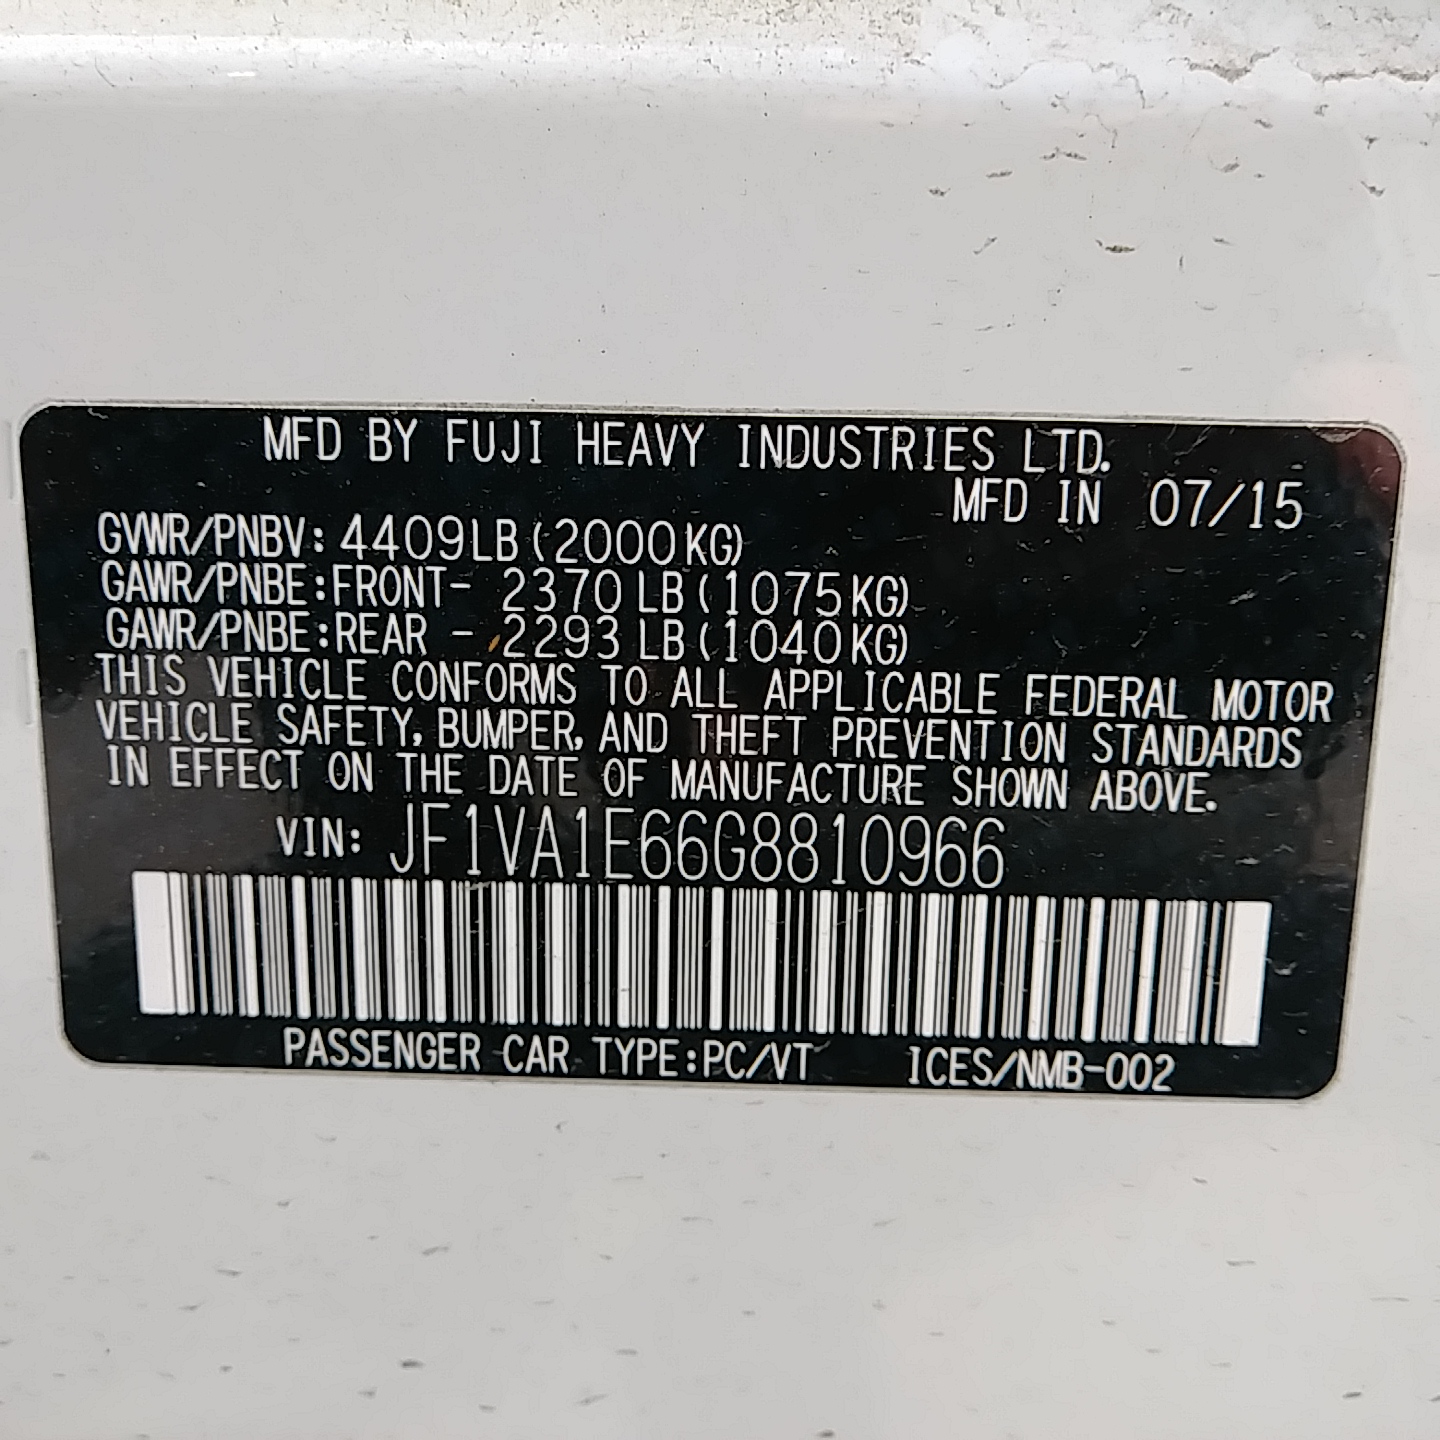 MFD BY FUJI HEAVY INDUSTRIES LTD.
MFD IN 07/15
GVWR/PNBV: 4409LB (2000KG)
GAWR/PNBE:FRONT- 2370 LB (1075KG)
GAWR/PNBE:REAR - 2293 LB (1040KG)
THIS VEHICLE CONFORMS TO ALL APPLICABLE FEDERAL MOTOR
VEHICLE SAFETY, BUMPER, AND THEFT PREVENTION STANDARDS
IN EFFECT ON THE DATE OF MANUFACTURE SHOWN ABOVE.
VIN: JF1VA1E66G8810966
PASSENGER CAR TYPE:PC/VT ICES/NMB-002